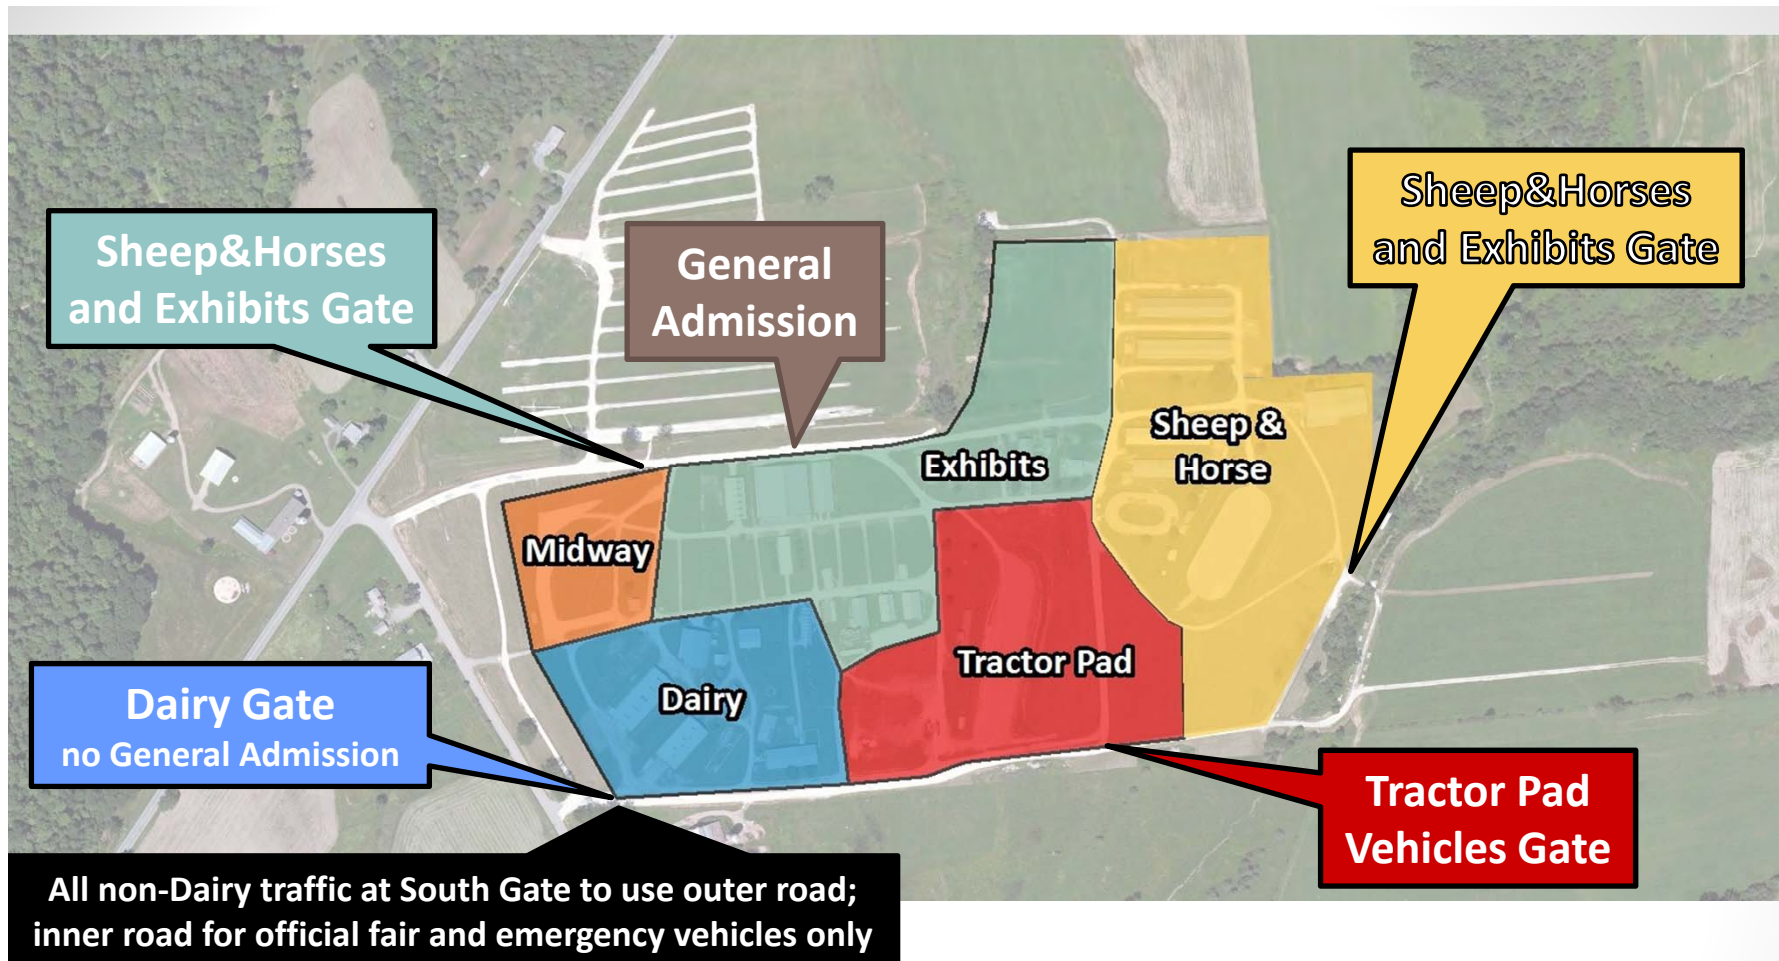 Sheep&Horses
and Exhibits Gate
General
Admission
Sheep&Horses
and Exhibits Gate
Sheep &
Horse
Exhibits
Midway
Tractor Pad
Dairy
Dairy Gate
no General Admission
Tractor Pad
Vehicles Gate
All non-Dairy traffic at South Gate to use outer road;
inner road for official fair and emergency vehicles only